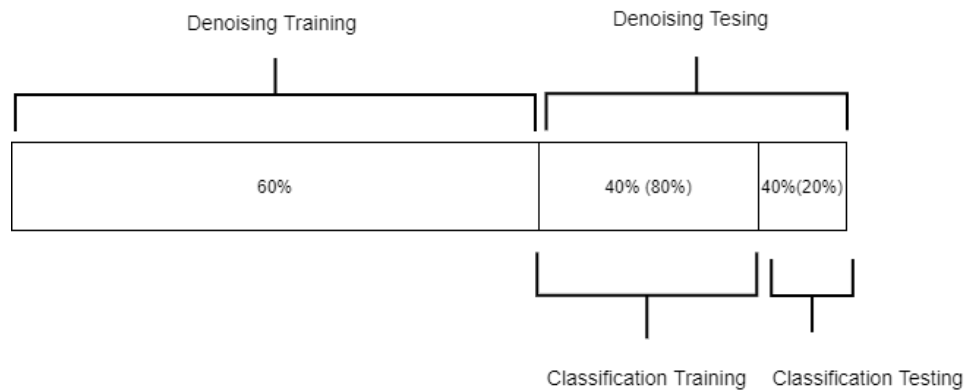 Denoising Training
Denoising Tesing
60%
40% (80%)
40%(20%)
Classification Training
Classification Testing